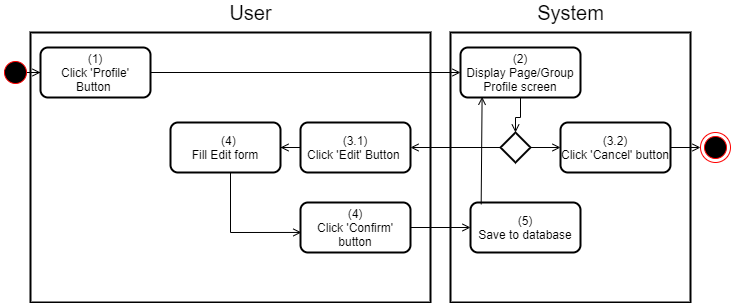 User
System
(1)
Click 'Profile'
Button
(2)
Display Page/Group
Profile screen
(4)
Fill Edit form
(3.1)
Click 'Edit' Button
(3.2)
Click 'Cancel' button
(4)
Click 'Confirm'
button
(5)
Save to database